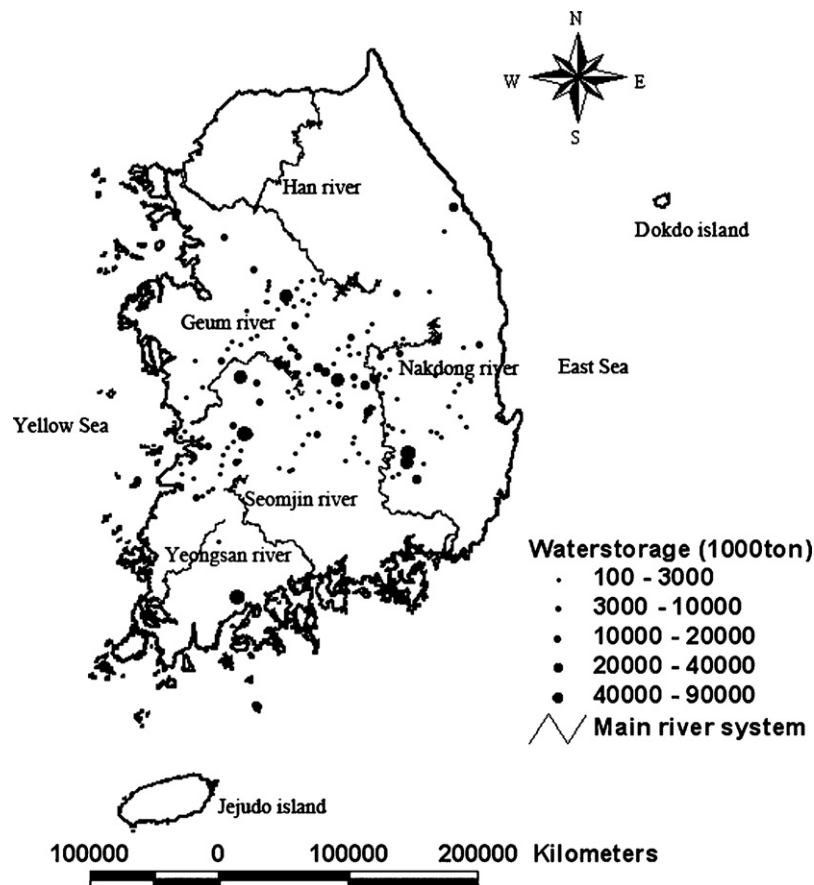 N
W E
S
Han river
Dokdo island
Geum river
Nakdong river
East Sea
Yellow Sea
Seomjin river
Yeongsan river
Waterstorage (1000ton)
100 - 3000
3000 - 10000
10000 - 20000
20000 - 40000
40000 - 90000
Main river system
Jejudo island
100000 0 100000 200000 Kilometers